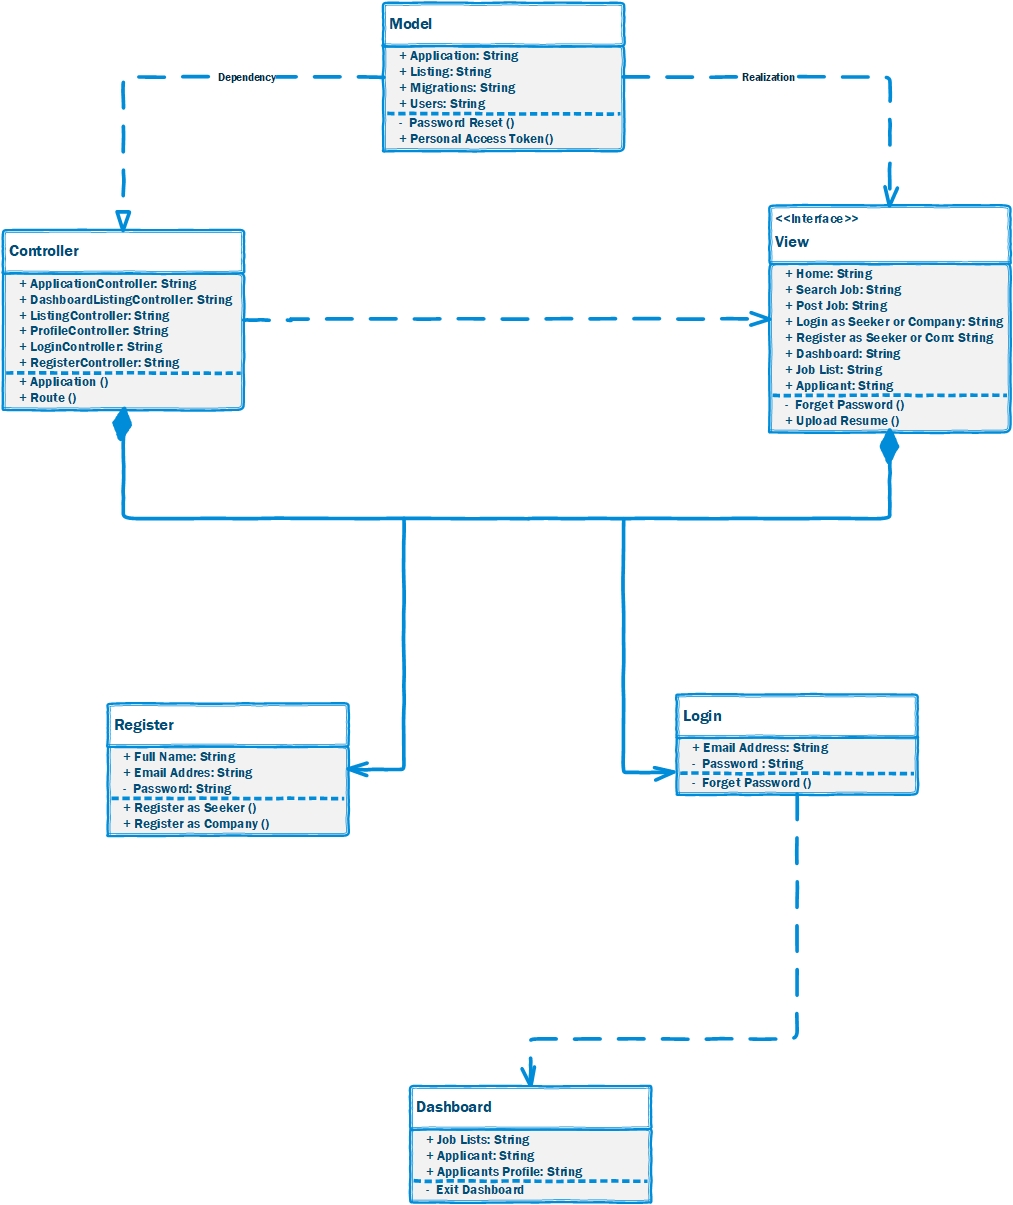 Model
+ Application: String
+ Listing: String
+ Migrations: String
+ Users: String
- Password Reset ()
+ Personal Access Token()
Dependency
Realization
Controller
+ ApplicationController: String
+ DashboardListingController: String
+ ListingController: String
+ ProfileController: String
+ LoginController: String
+ RegisterController: String
+ Application ()
+ Route ()
<<Interface>>
View
+ Home: String
+ Search Job: String
+ Post Job: String
+ Login as Seeker or Company: String
+ Register as Seeker or Com: String
+ Dashboard: String
+ Job List: String
+ Applicant: String
- Forget Password ()
+ Upload Resume ()
Register
+ Full Name: String
+ Email Addres: String
- Password: String
+ Register as Seeker ()
+ Register as Company ()
Login
+ Email Address: String
- Password : String
- Forget Password ()
Dashboard
+ Job Lists: String
+ Applicant: String
+ Applicants Profile: String
- Exit Dashboard